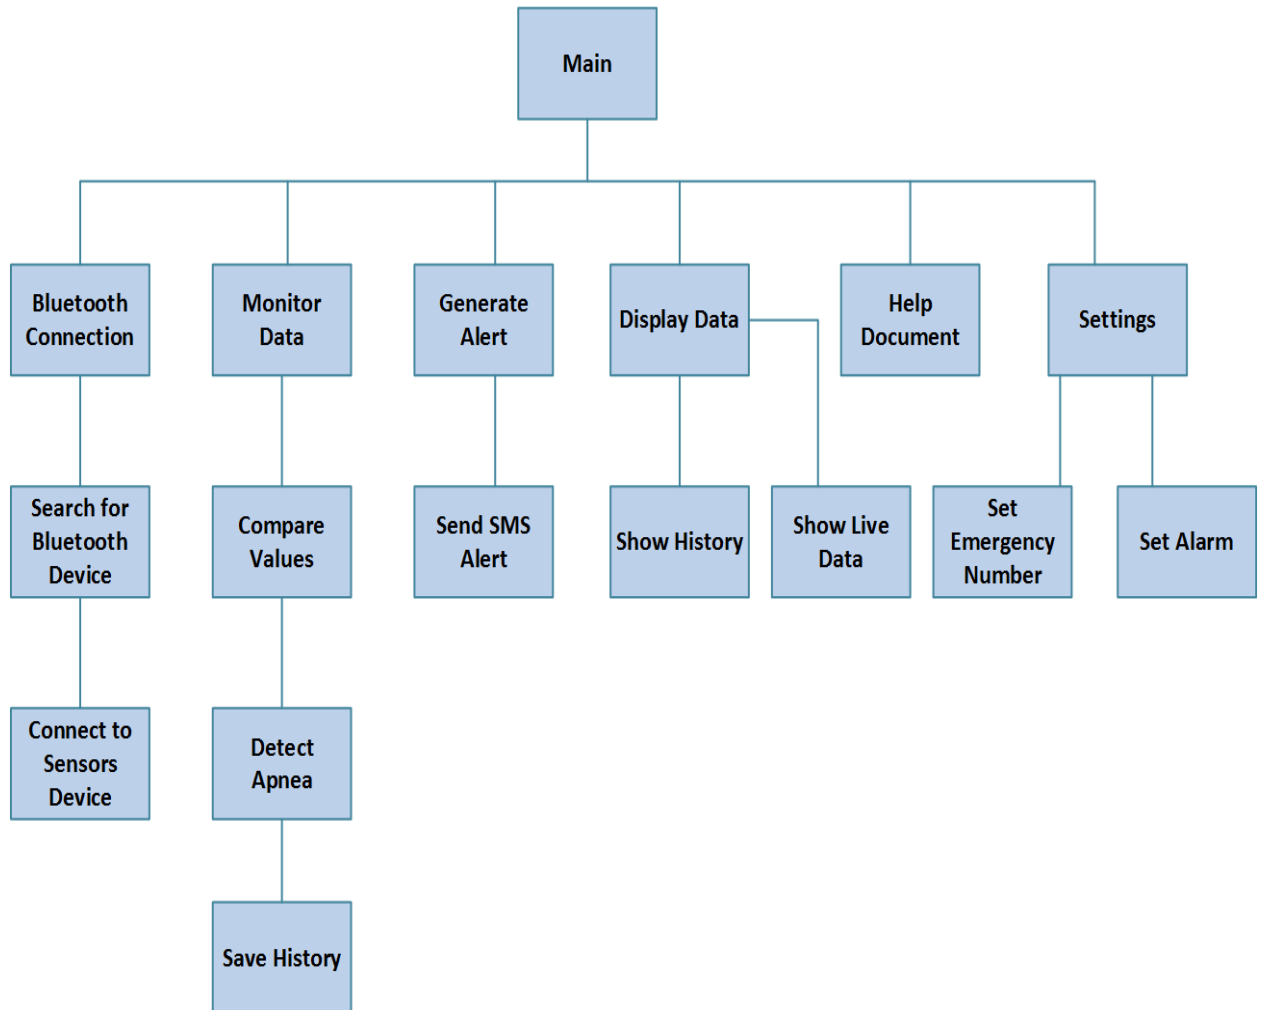 Main
Bluetooth
Connection
Monitor
Data
Generate
Alert
Display Data
Help
Document
Settings
Search for
Bluetooth
Device
Compare
Values
Send SMS
Alert
Show History
Show Live
Data
Set
Emergency
Number
Set Alarm
Connect to
Sensors
Device
Detect
Apnea
Save History